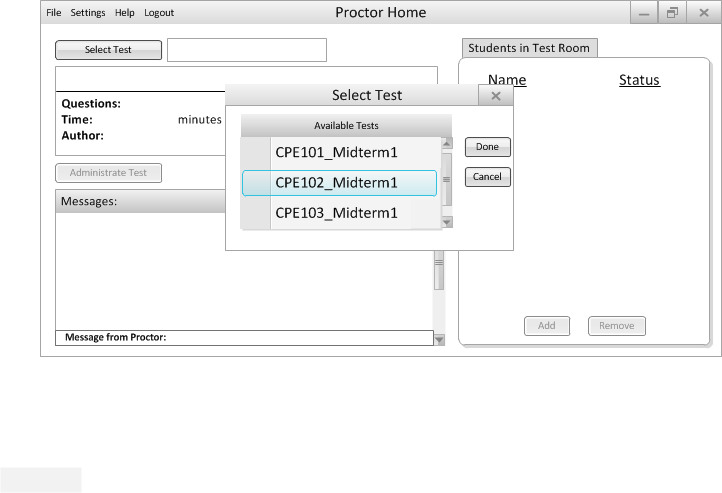 File Settings Help Logout Proctor Home
Select Test
Students in Test Room
Name Status
Questions:
Time: minutes
Author:
Administrate Test
Messages:
Message from Proctor:
Add Remove
Select Test
Available Tests
CPE101_Midterm1
CPE102_Midterm1
CPE103_Midterm1
Done
Cancel